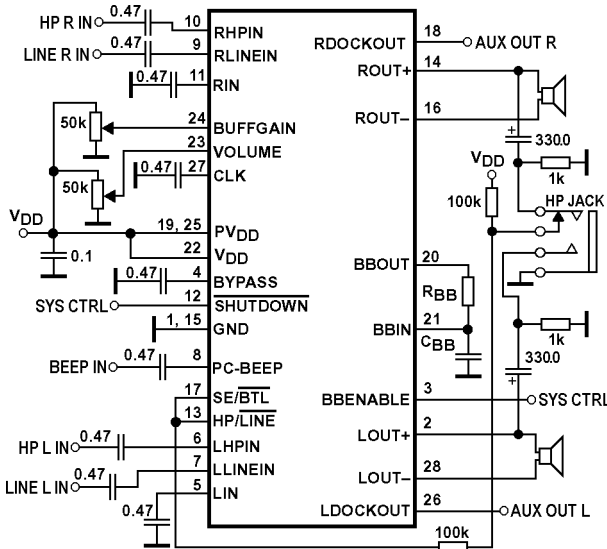 HP R IN 0.47 10 RHPIN
LINE R IN 0.47 9 RLINEIN
0.47 11 RIN
50k 24 BUFFGAIN
23 VOLUME
50k 0.47 27 CLK
VDD 19, 25 PVDD
0.1 22 VDD
0.47 4 BYPASS
SYS CTRL 12 SHUTDOWN
1, 15 GND
BEEP IN 0.47 8 PC-BEEP
17 SE/BTL
13 HP/LINE
HP L IN 0.47 6 LHPIN
LINE L IN 0.47 7 LLINEIN
0.47 5 LIN
RDOCKOUT 18 AUX OUT R
ROUT+ 14
ROUT− 16
330.0
VDD
1k
100k
HP JACK
BBOUT 20
RBB
BBIN 21
CBB
1k
330.0
BBENABLE 3 SYS CTRL
LOUT+ 2
LOUT− 28
LDOCKOUT 26 AUX OUT L
100k